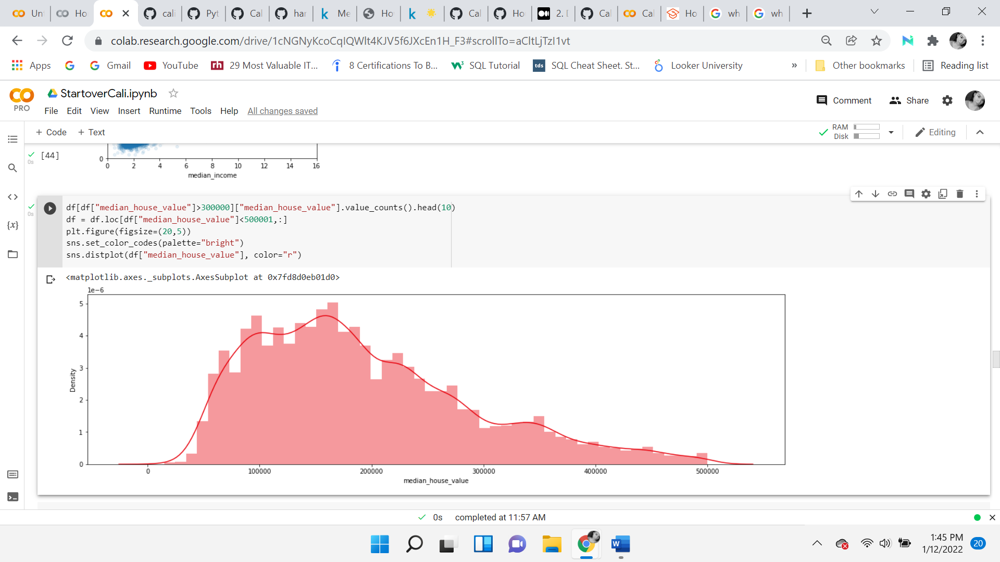 Unt
Ho
cali
Pyt
Cal
har
k
Me
Ho
k
Cal
Ho
2. [
Cal
Cal
Ho
wh
wh
colab.research.google.com/drive/1cNGNyKcoCqIQWlt4KJV5f6JXcEn1H_F3#scrollTo=aCltLjTzI1vt
Apps
Gmail
YouTube
rh 29 Most Valuable IT...
8 Certifications To B...
SQL Tutorial
tds SQL Cheat Sheet. St...
Looker University
»
Other bookmarks
Reading list
PRO
StartoverCali.ipynb
File Edit View Insert Runtime Tools Help All changes saved
Comment
Share
+ Code + Text
RAM
Disk
Editing
[44]
0s
0
0 2 4 6 8 10 12 14 16
median_income
0s
{x}
df[df["median_house_value"]>300000]["median_house_value"].value_counts().head(10)
df = df.loc[df["median_house_value"]<500001,:]
plt.figure(figsize=(20,5))
sns.set_color_codes(palette="bright")
sns.distplot(df["median_house_value"], color="r")
<matplotlib.axes._subplots.AxesSubplot at 0x7fd8d0eb01d0>
1e−6
5
4
3
2
1
0
Density
0 100000 200000 300000 400000 500000
median_house_value
0s completed at 11:57 AM
W
1:45 PM
1/12/2022
20